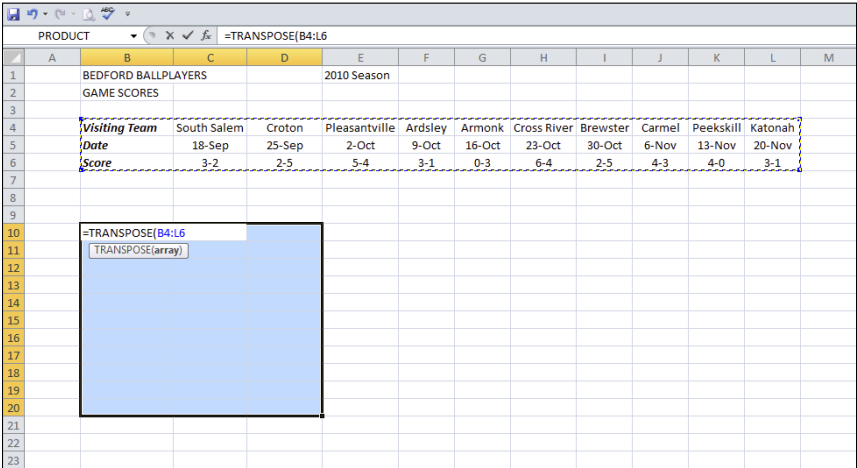 ABC
PRODUCT fx =TRANSPOSE(B4:L6
A B C D E F G H I J K L M
1 BEDFORD BALLPLAYERS 2010 Season
2 GAME SCORES
3
4 Visiting Team South Salem Croton Pleasantville Ardsley Armonk Cross River Brewster Carmel Peekskill Katonah
5 Date 18-Sep 25-Sep 2-Oct 9-Oct 16-Oct 23-Oct 30-Oct 6-Nov 13-Nov 20-Nov
6 Score 3-2 2-5 5-4 3-1 0-3 6-4 2-5 4-3 4-0 3-1
7
8
9
10 =TRANSPOSE(B4:L6
11 TRANSPOSE(array)
12
13
14
15
16
17
18
19
20
21
22
23